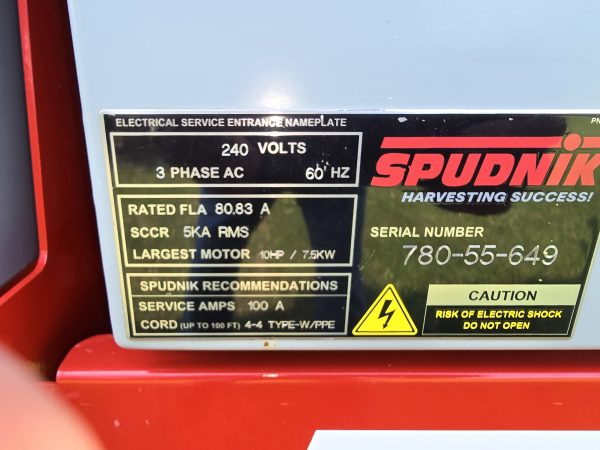 ELECTRICAL SERVICE ENTRANCE NAMEPLATE
PN
240 VOLTS
3 PHASE AC 60 HZ
RATED FLA 80.83 A
SCCR 5KA RMS
LARGEST MOTOR 10HP / 7.5KW
SPUDNIK RECOMMENDATIONS
SERVICE AMPS 100 A
CORD (UP TO 100 FT) 4-4 TYPE-W/PPE
SPUDNIK
HARVESTING SUCCESS!
SERIAL NUMBER
780-55-649
CAUTION
RISK OF ELECTRIC SHOCK
DO NOT OPEN